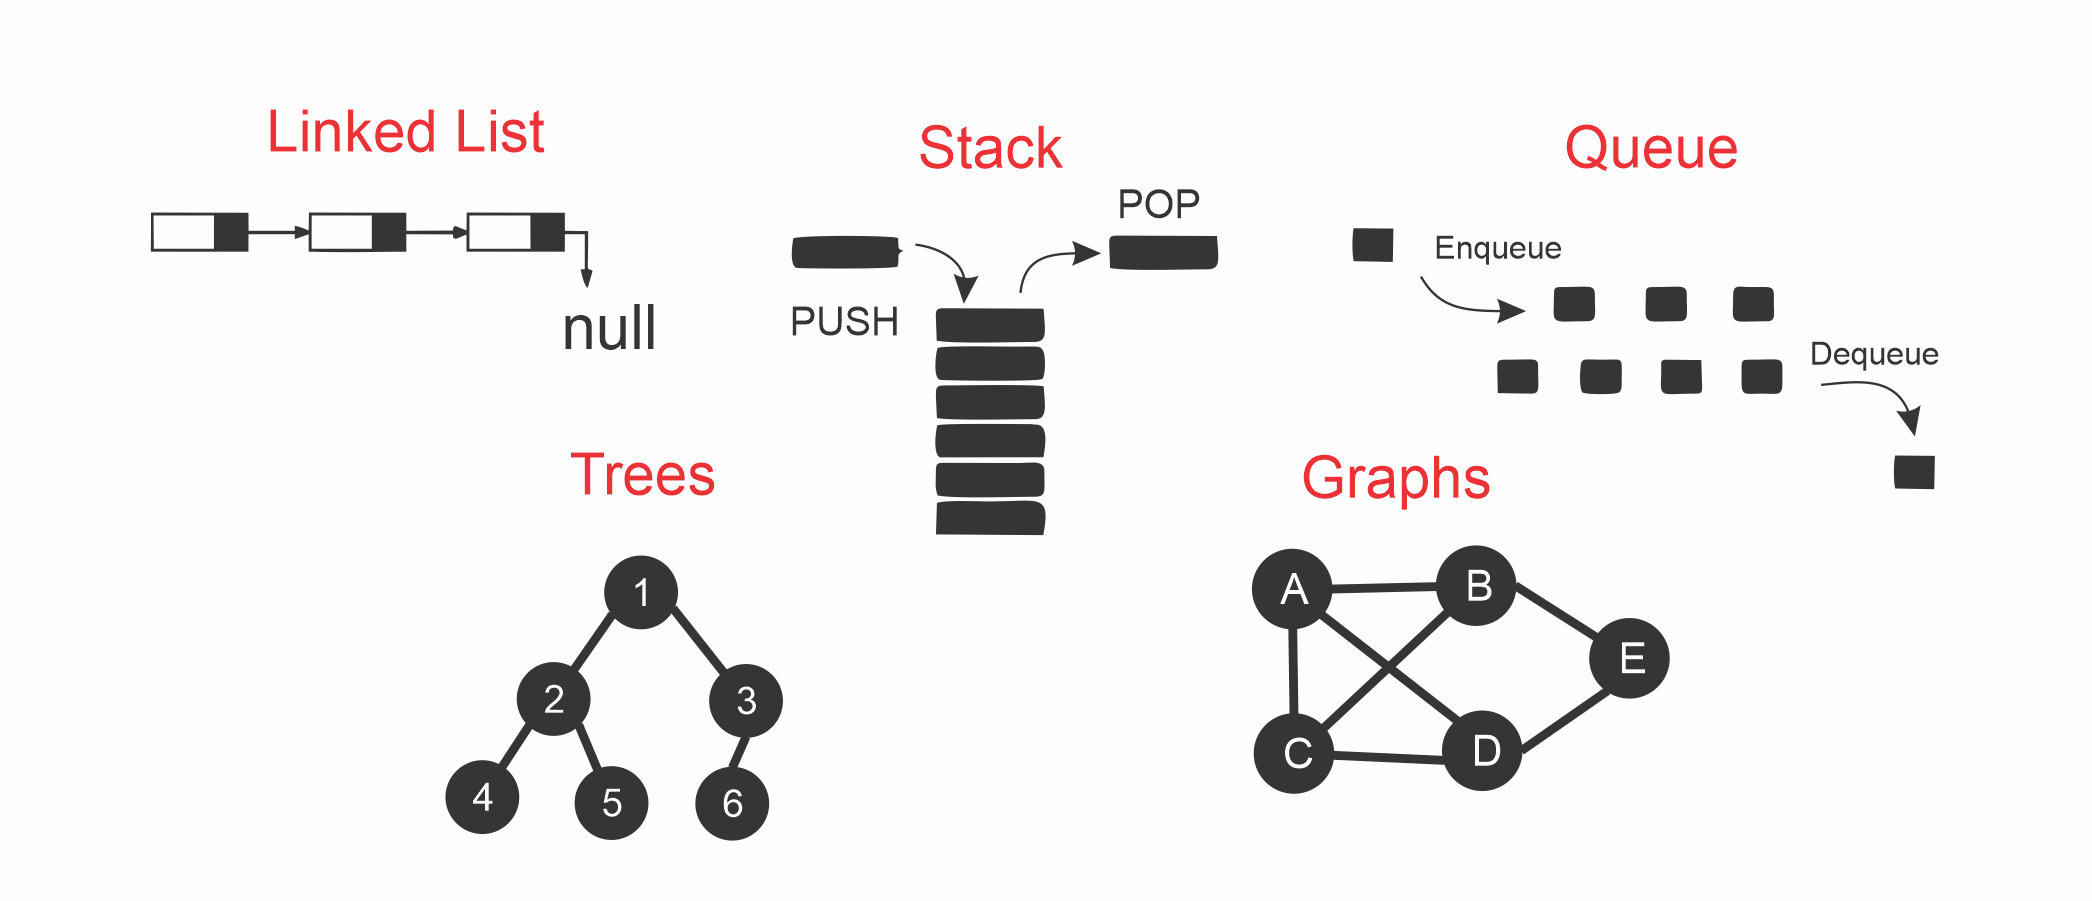 Linked List
null
Stack
POP
PUSH
Queue
Enqueue
Dequeue
Trees
1
2
3
4
5
6
Graphs
A
B
E
C
D